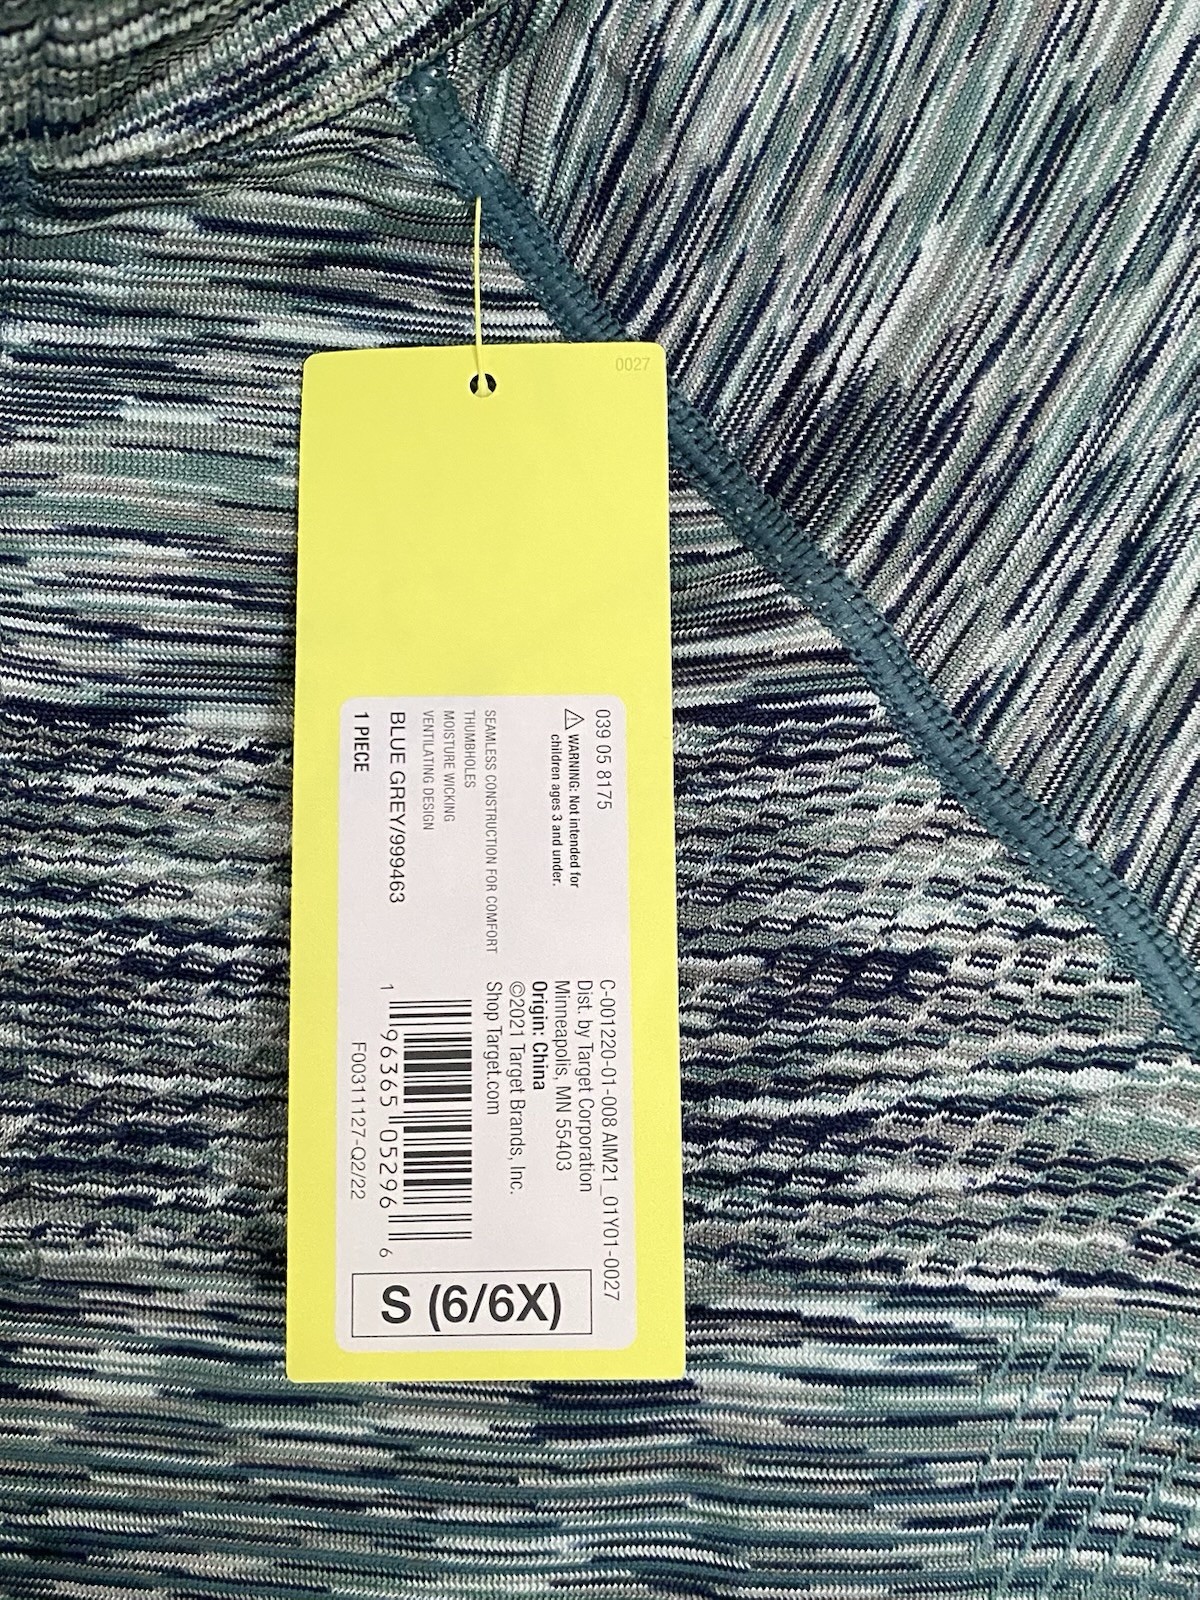 0027
039 05 8175
⚠ WARNING: Not intended for
children ages 3 and under.
SEAMLESS CONSTRUCTION FOR COMFORT
THUMBHOLES
MOISTURE WICKING
VENTILATING DESIGN
BLUE GREY/999463
1 PIECE
C-001220-01-008 AIM21_01Y01-0027
Dist. by Target Corporation
Minneapolis, MN 55403
Origin: China
©2021 Target Brands, Inc.
Shop Target.com
1 96365 05296 6
F00311127-Q2/22
S (6/6X)